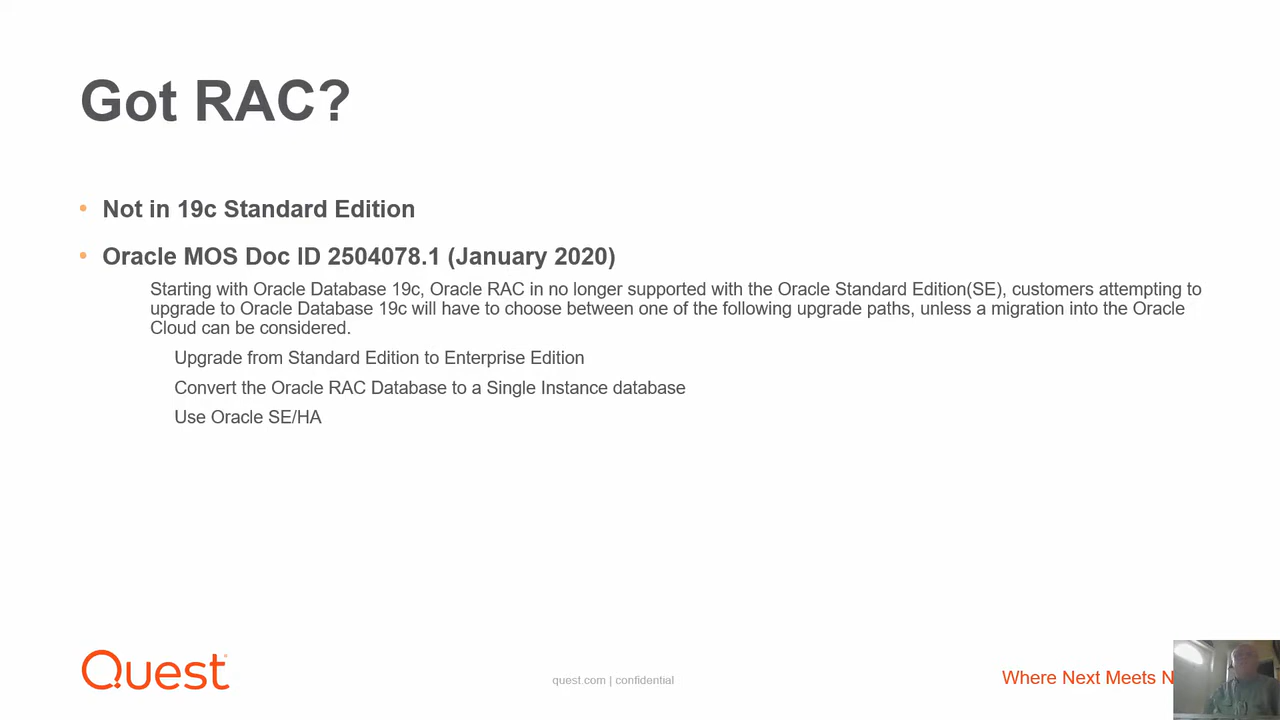 Got RAC?
• Not in 19c Standard Edition
• Oracle MOS Doc ID 2504078.1 (January 2020)
Starting with Oracle Database 19c, Oracle RAC in no longer supported with the Oracle Standard Edition(SE), customers attempting to
upgrade to Oracle Database 19c will have to choose between one of the following upgrade paths, unless a migration into the Oracle
Cloud can be considered.
Upgrade from Standard Edition to Enterprise Edition
Convert the Oracle RAC Database to a Single Instance database
Use Oracle SE/HA
Quest
quest.com | confidential
Where Next Meets N